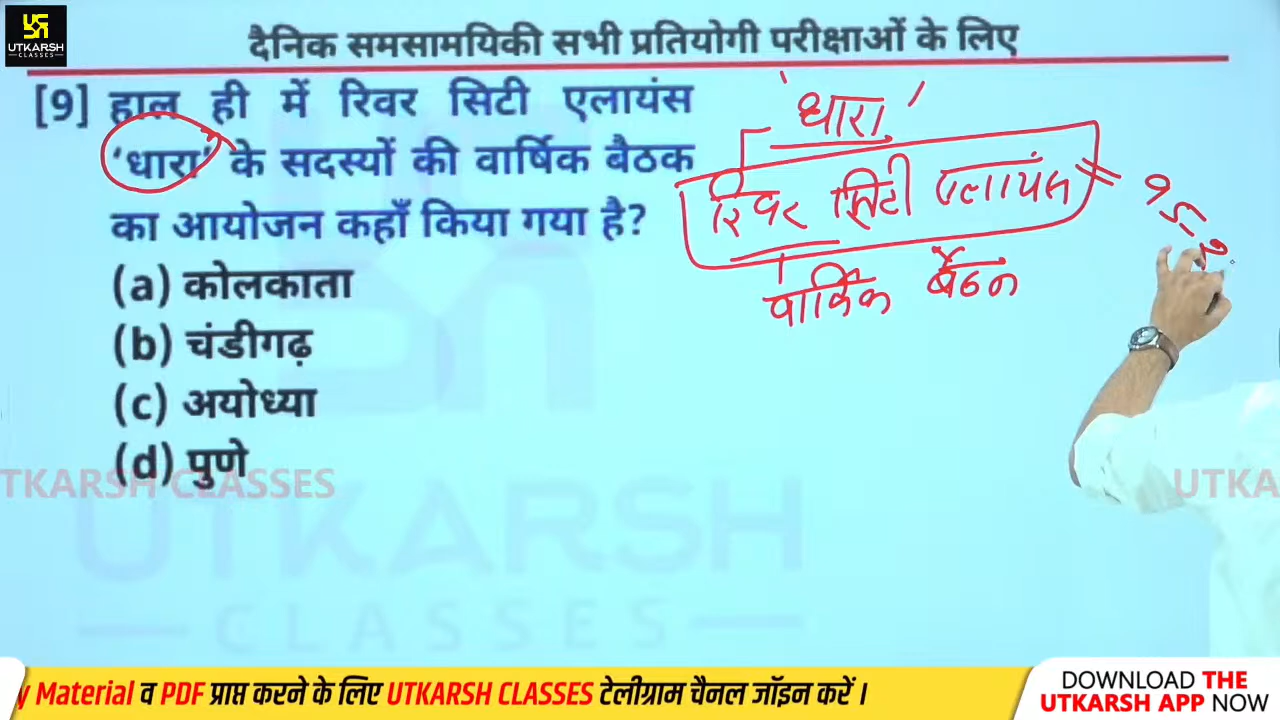 UTKARSH
CLASSES
दैनिक समसामयिकी सभी प्रतियोगी परीक्षाओं के लिए
[9] हाल ही में रिवर सिटी एलायंस
'धारा' के सदस्यों की वार्षिक बैठक
का आयोजन कहाँ किया गया है?
(a) कोलकाता
(b) चंडीगढ़
(c) अयोध्या
(d) पुणे
'धारा'
रिवर सिटी एलायंस
वार्षिक बैठक
TKARSH CLASSES
UTKA
UTKARSH
CLASSES
y Material व PDF प्राप्त करने के लिए UTKARSH CLASSES टेलीग्राम चैनल जॉइन करें ।
DOWNLOAD THE
UTKARSH APP NOW